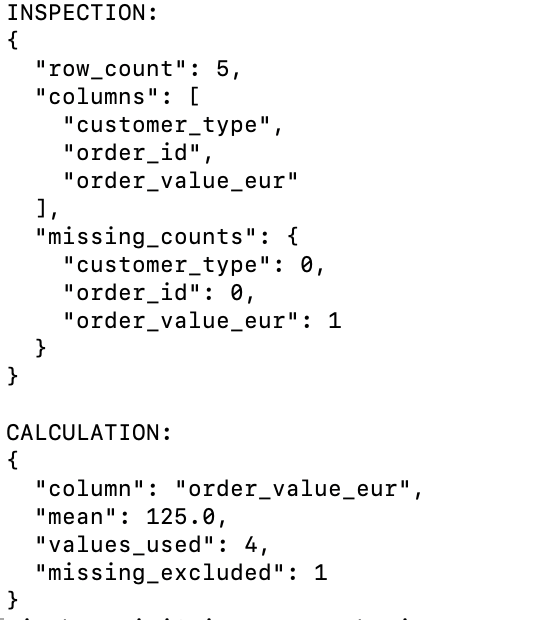 INSPECTION:
{
  "row_count": 5,
  "columns": [
    "customer_type",
    "order_id",
    "order_value_eur"
  ],
  "missing_counts": {
    "customer_type": 0,
    "order_id": 0,
    "order_value_eur": 1
  }
}

CALCULATION:
{
  "column": "order_value_eur",
  "mean": 125.0,
  "values_used": 4,
  "missing_excluded": 1
}